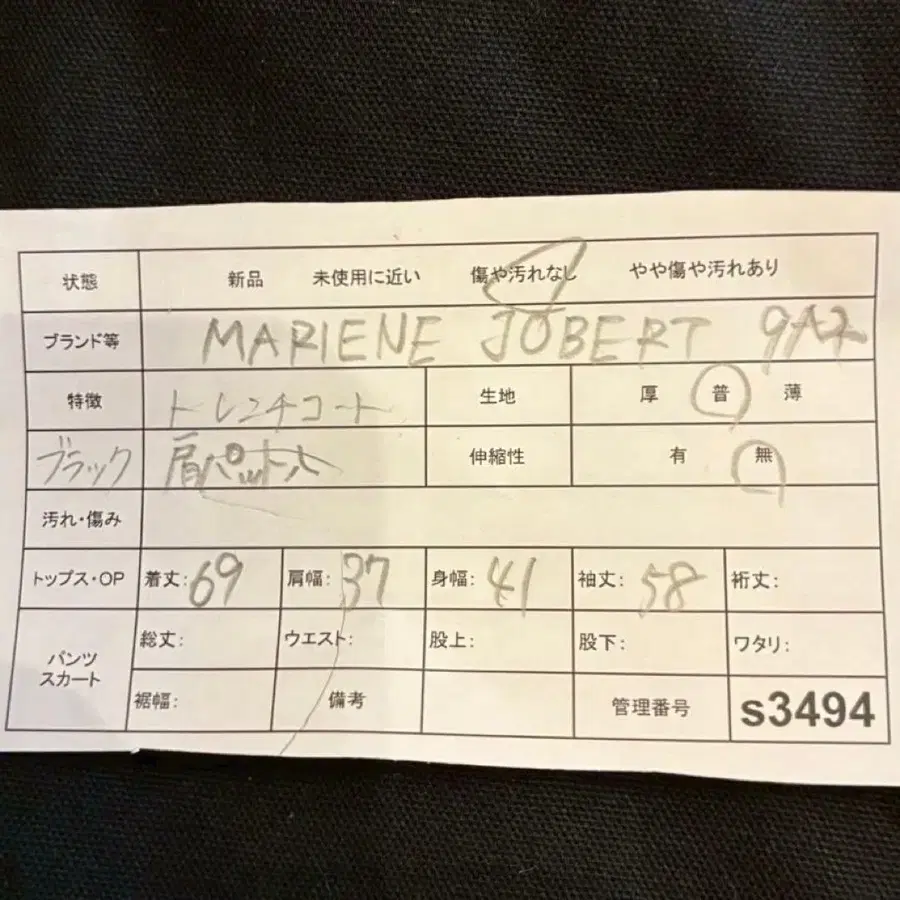 状態 新品 未使用に近い 傷や汚れなし やや傷や汚れあり
ブランド等 MARIENE JOBERT
特徴 トレンチコート 生地 厚 普 薄
ブラック 肩パット入 伸縮性 有 無
汚れ・傷み
トップス・OP 着丈:69 肩幅:37 身幅:41 袖丈:58 裄丈:
パンツ スカート 総丈: ウエスト: 股上: 股下: ワタリ:
裾幅: 備考 管理番号 s3494